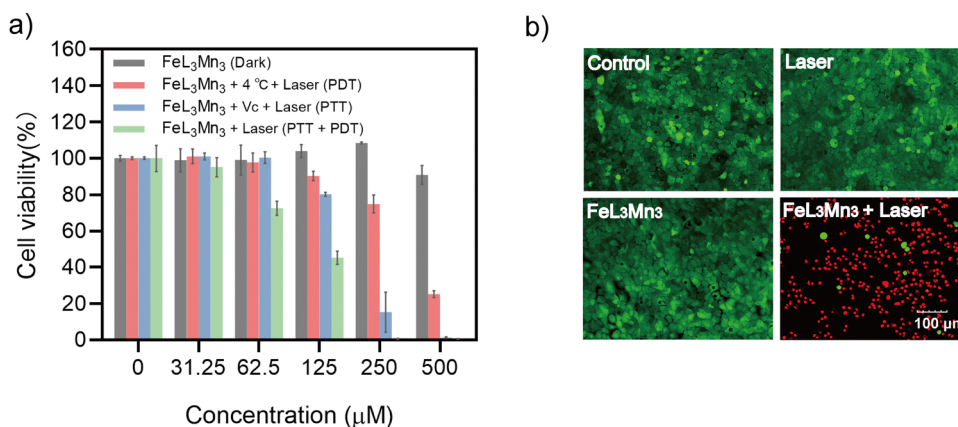 a)
160
140
120
100
80
60
40
20
0
Cell viability(%)
FeL₃Mn₃ (Dark)
FeL₃Mn₃ + 4 ℃ + Laser (PDT)
FeL₃Mn₃ + Vc + Laser (PTT)
FeL₃Mn₃ + Laser (PTT + PDT)
0 31.25 62.5 125 250 500
Concentration (μM)
b)
Control
Laser
FeL₃Mn₃
FeL₃Mn₃ + Laser
100 μm